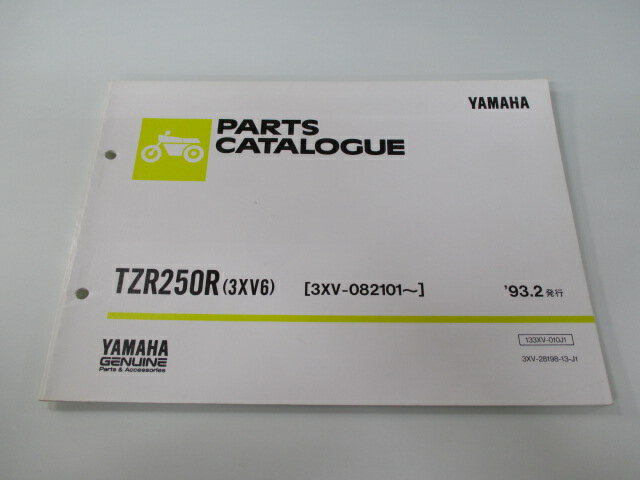 YAMAHA
PARTS
CATALOGUE
TZR250R (3XV6) [3XV-082101～] '93.2 発行
YAMAHA
GENUINE
Parts & Accessories
133XV-010J1
3XV-28198-13-J1